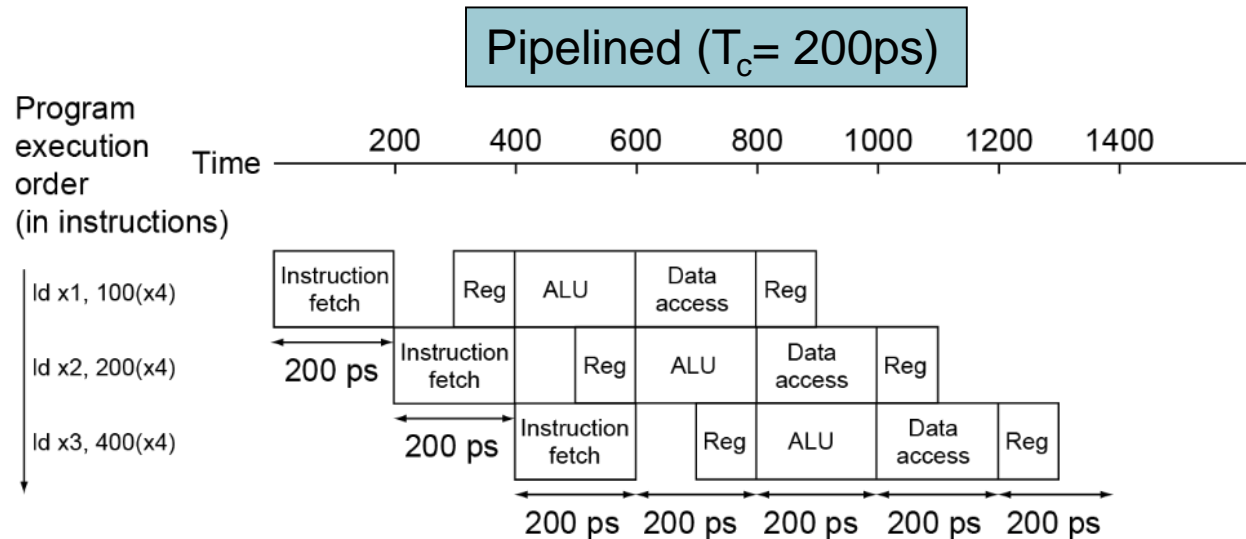 Pipelined (Tc= 200ps)
Program
execution
order
(in instructions)
Time
200 400 600 800 1000 1200 1400
ld x1, 100(x4)
Instruction
fetch
Reg
ALU
Data
access
Reg
200 ps
ld x2, 200(x4)
Instruction
fetch
Reg
ALU
Data
access
Reg
200 ps
ld x3, 400(x4)
Instruction
fetch
Reg
ALU
Data
access
Reg
200 ps 200 ps 200 ps 200 ps 200 ps